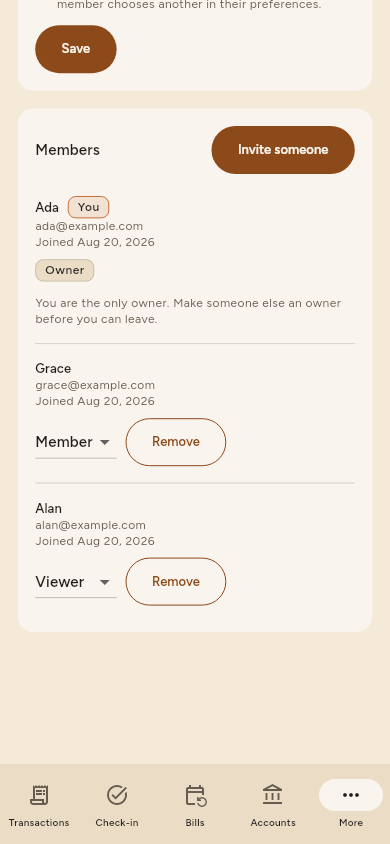 member chooses another in their preferences.
Save
Members
Invite someone
Ada You
ada@example.com
Joined Aug 20, 2026
Owner
You are the only owner. Make someone else an owner
before you can leave.
Grace
grace@example.com
Joined Aug 20, 2026
Member Remove
Alan
alan@example.com
Joined Aug 20, 2026
Viewer Remove
Transactions Check-in Bills Accounts More